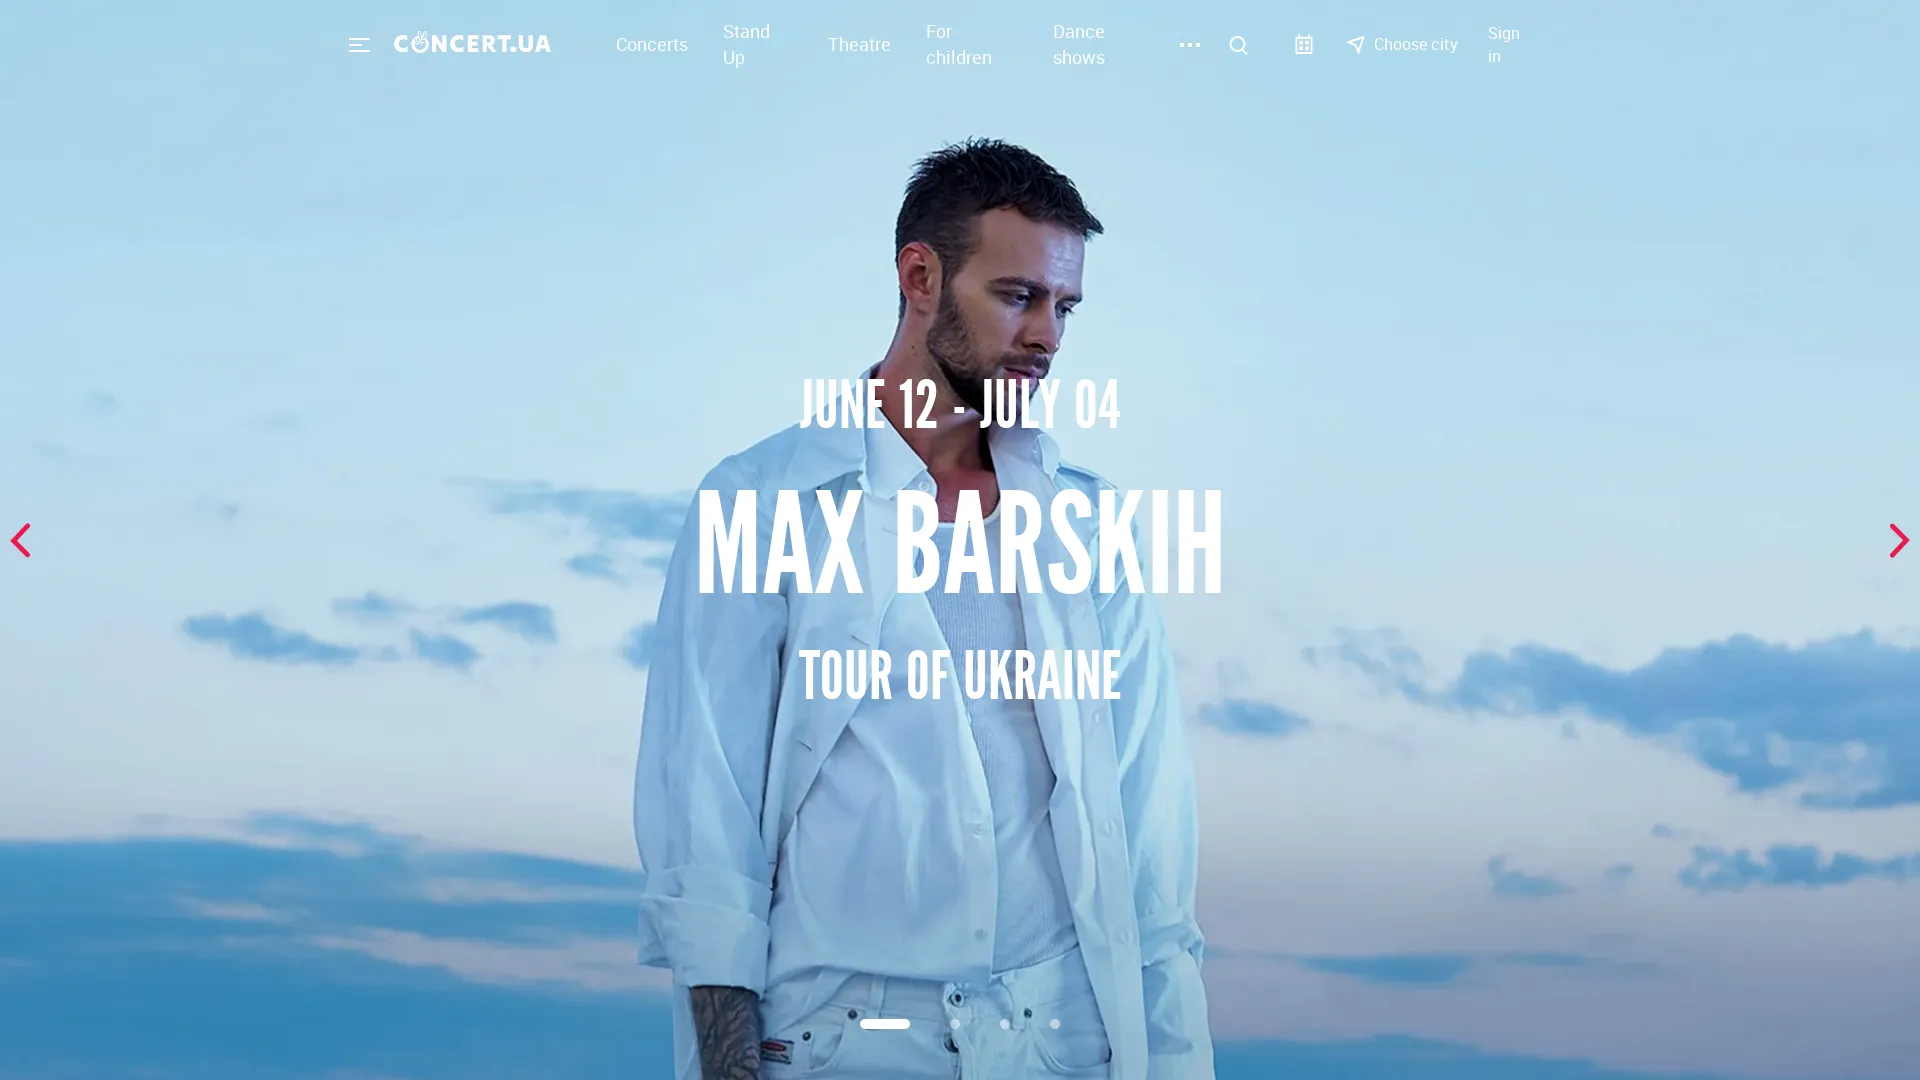 CONCERT.UA
Concerts
Stand
Up
Theatre
For
children
Dance
shows
Choose city
Sign
in
JUNE 12 - JULY 04
MAX BARSKIH
TOUR OF UKRAINE